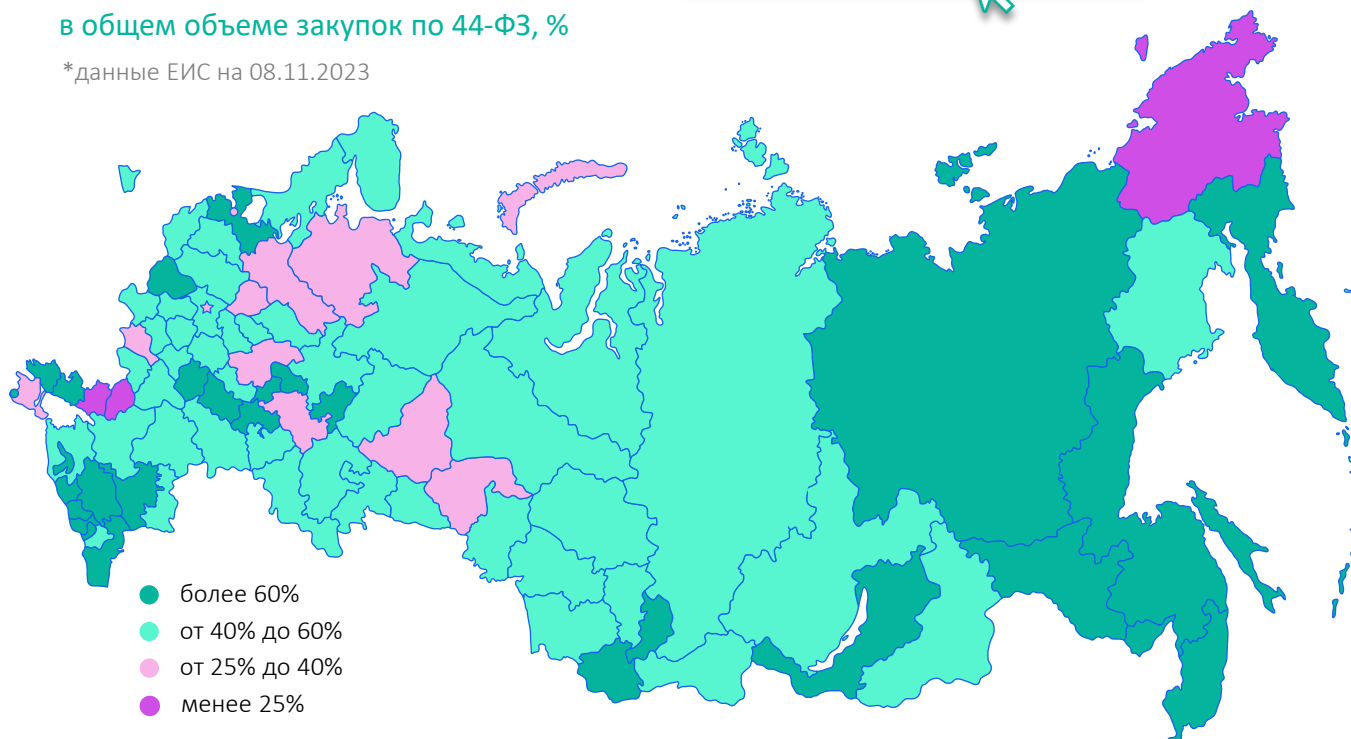 в общем объеме закупок по 44-ФЗ, %
*данные ЕИС на 08.11.2023
более 60%
от 40% до 60%
от 25% до 40%
менее 25%